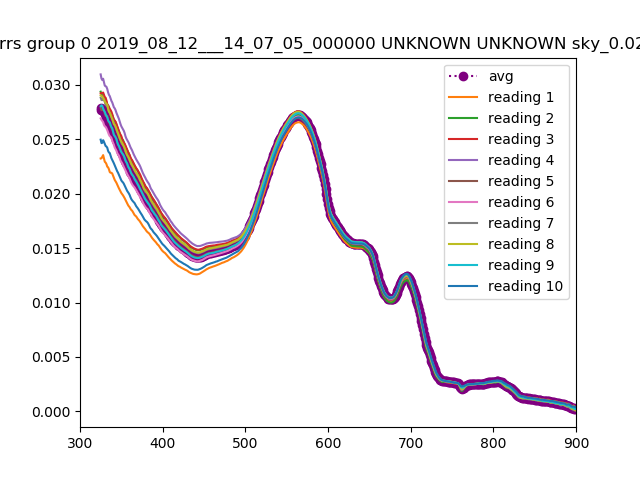 rrs group 0 2019_08_12___14_07_05_000000 UNKNOWN UNKNOWN sky_0.02
0.030
0.025
0.020
0.015
0.010
0.005
0.000
300 400 500 600 700 800 900
avg
reading 1
reading 2
reading 3
reading 4
reading 5
reading 6
reading 7
reading 8
reading 9
reading 10